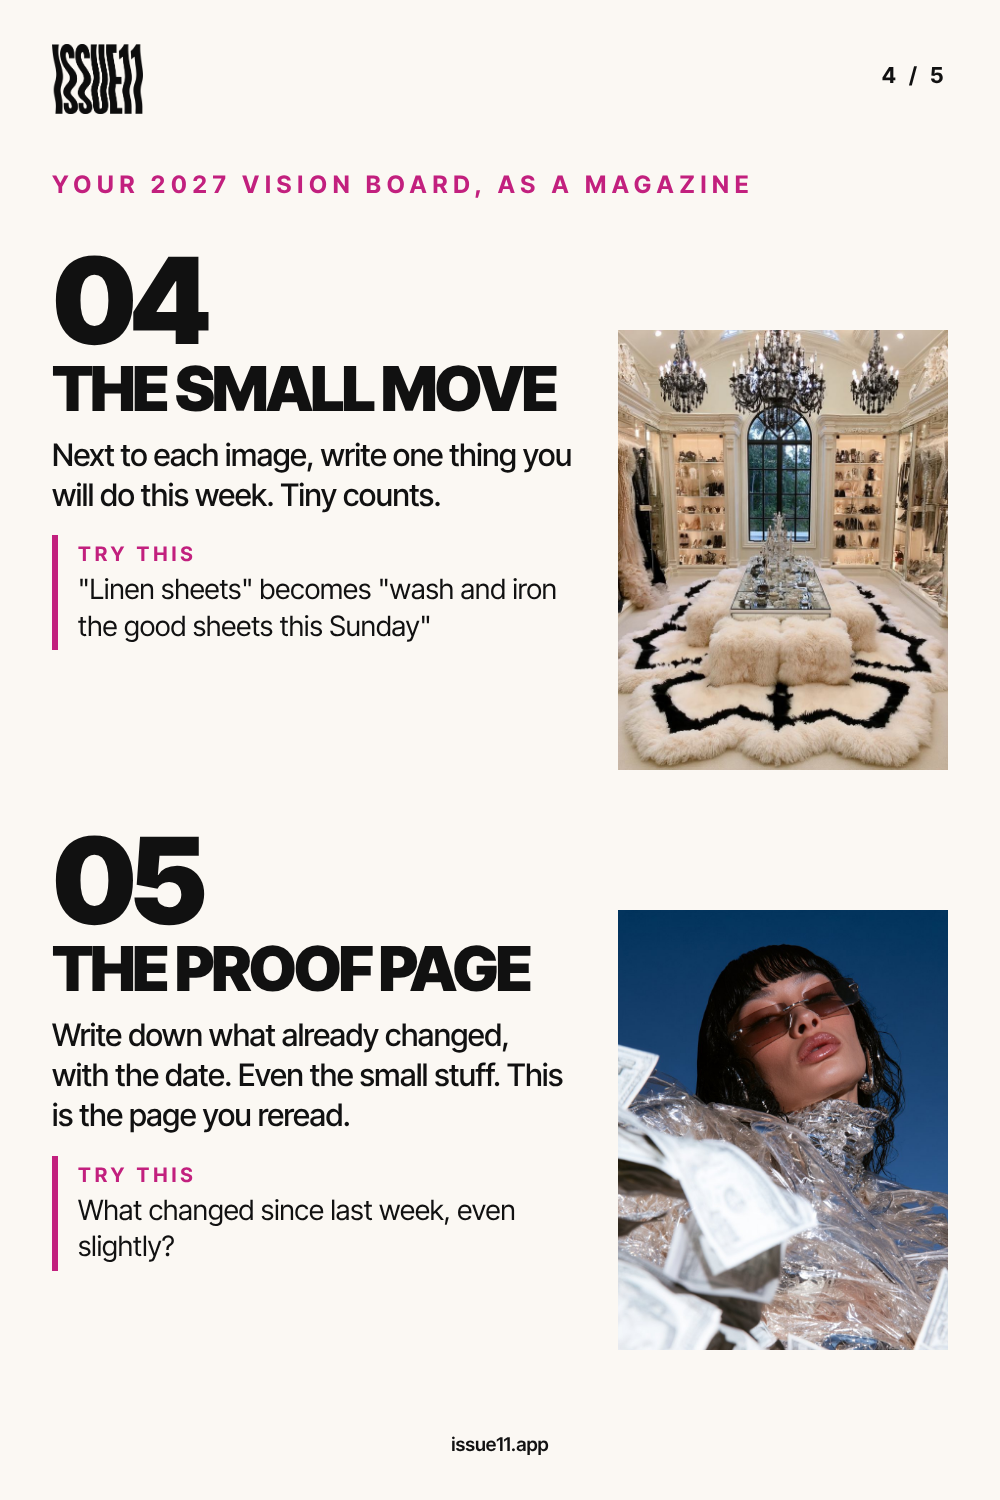 ISSUE11
4 / 5
YOUR 2027 VISION BOARD, AS A MAGAZINE
04
THE SMALL MOVE
Next to each image, write one thing you
will do this week. Tiny counts.
TRY THIS
"Linen sheets" becomes "wash and iron
the good sheets this Sunday"
05
THE PROOF PAGE
Write down what already changed,
with the date. Even the small stuff. This
is the page you reread.
TRY THIS
What changed since last week, even
slightly?
issue11.app